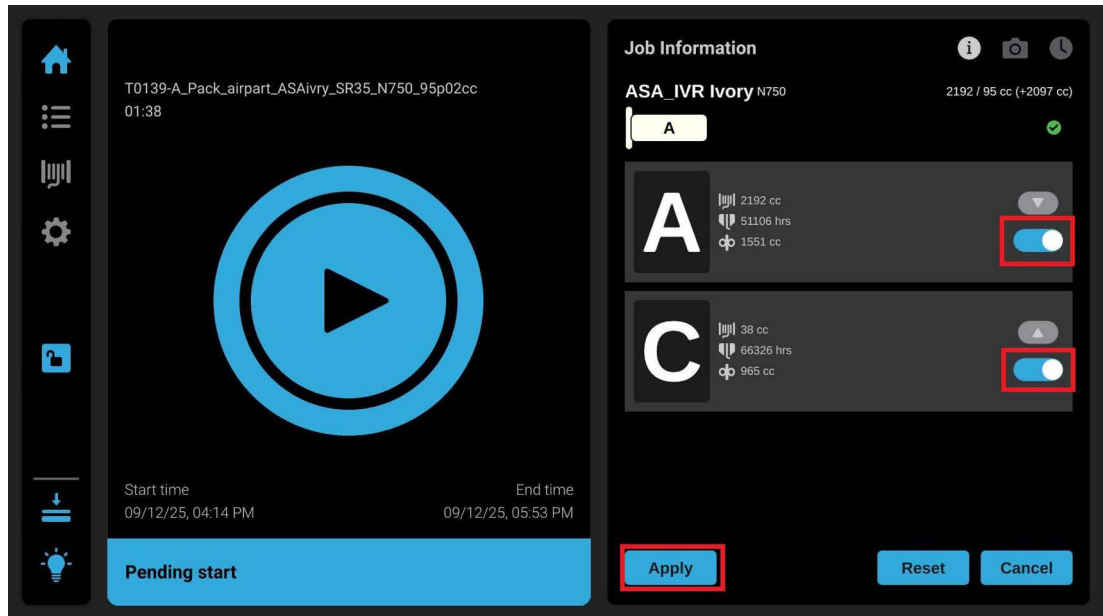 T0139-A_Pack_airpart_ASAivry_SR35_N750_95p02cc
01:38
Start time
End time
09/12/25, 04:14 PM
09/12/25, 05:53 PM
Pending start
Job Information
ASA_IVR Ivory N750
2192 / 95 cc (+2097 cc)
A
A
2192 cc
51106 hrs
1551 cc
C
38 cc
66326 hrs
965 cc
Apply
Reset
Cancel